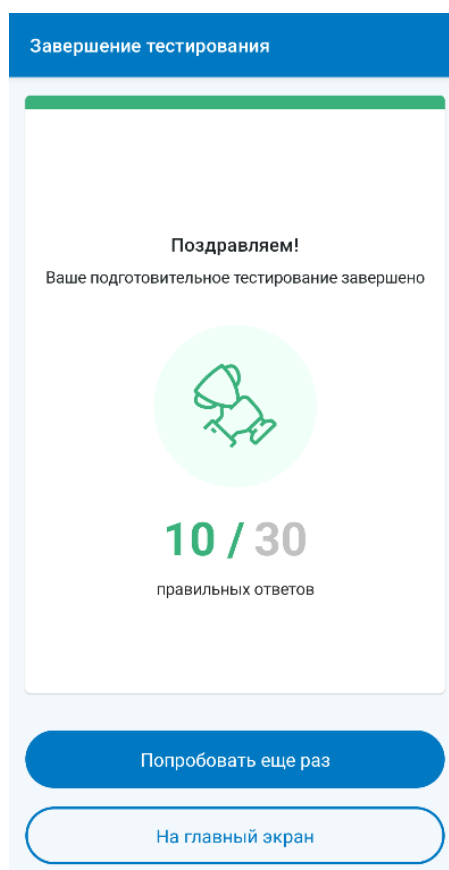 Завершение тестирования
Поздравляем!
Ваше подготовительное тестирование завершено
10 / 30
правильных ответов
Попробовать еще раз
На главный экран